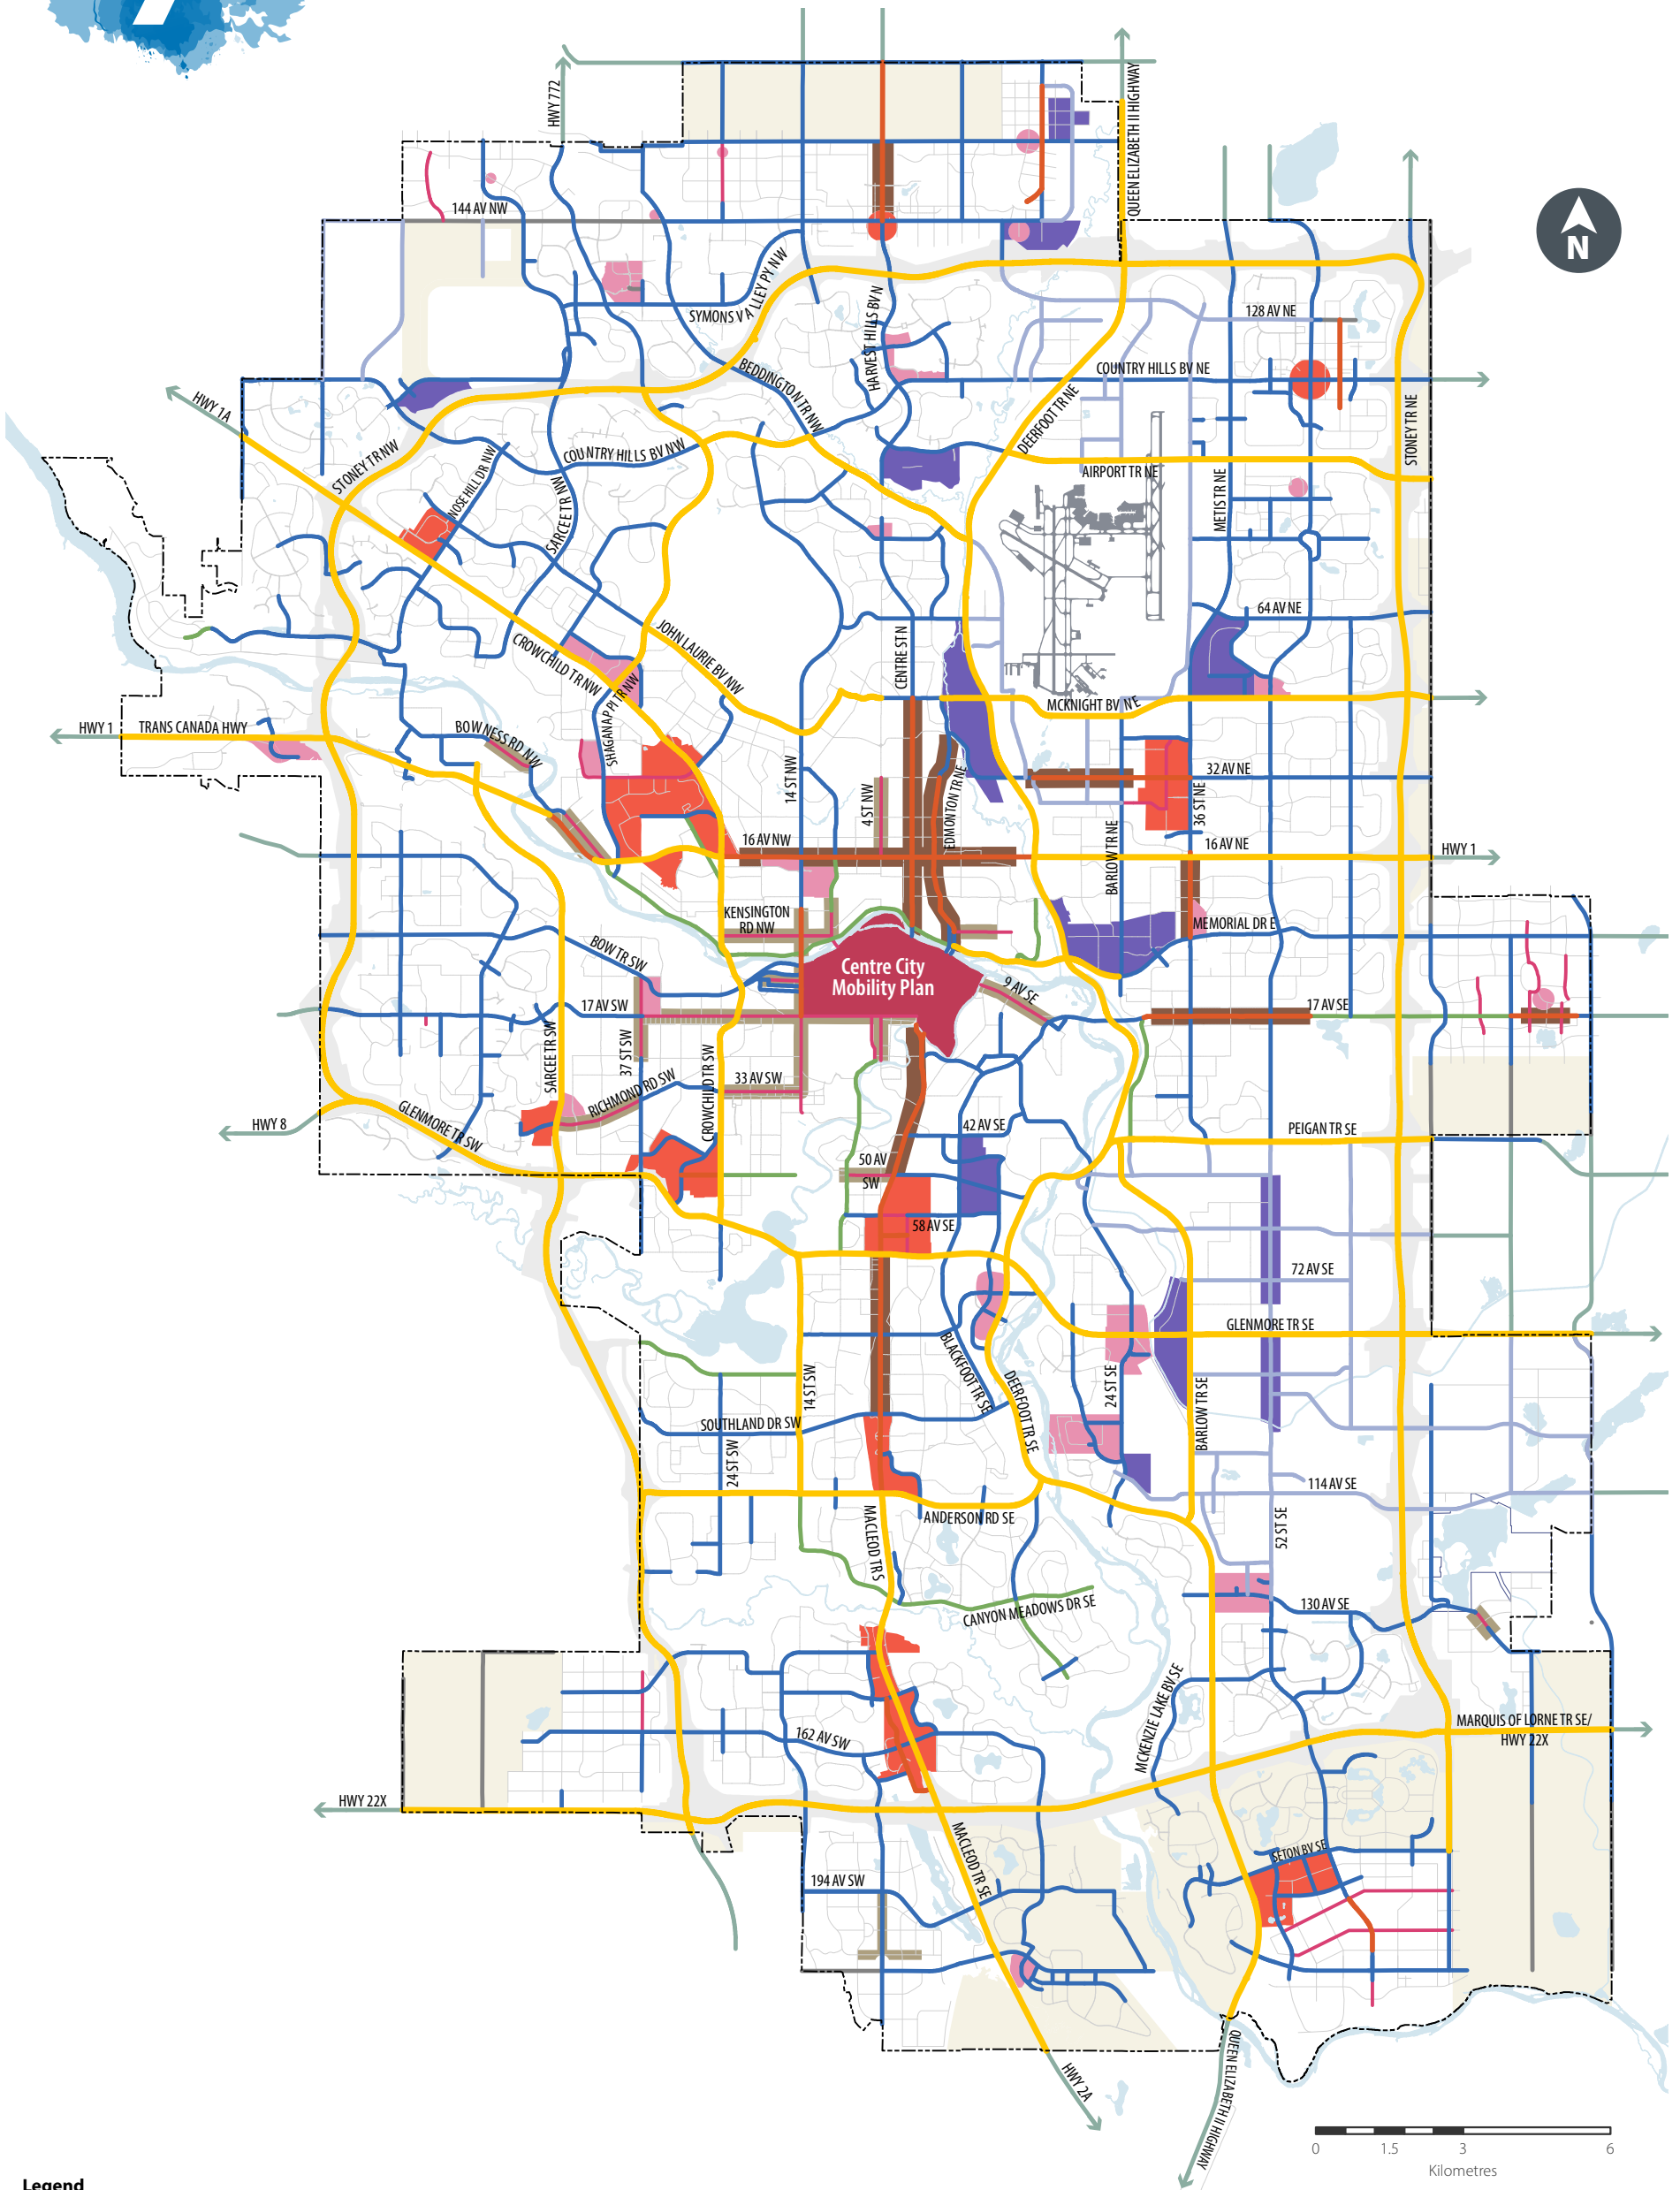 HWY 772
QUEEN ELIZABETH II HIGHWAY
144 AV NW
N
SYMONS VALLEY PY NW
HARVEST HILLS BV N
128 AV NE
COUNTRY HILLS BV NE
BEDDINGTON TR NW
DEERFOOT TR NE
STONEY TR NE
HWY 1A
STONEY TR NW
NOSE HILL DR NW
COUNTRY HILLS BV NW
SARCEE TR NW
AIRPORT TR NE
METIS TR NE
64 AV NE
CROWCHILD TR NW
JOHN LAURIE BV NW
CENTRE ST N
SHAGANAPPI TR NW
MCKNIGHT BV NE
HWY 1
TRANS CANADA HWY
BOWNESS RD NW
14 ST NW
4 ST NW
EDMONTON TR NE
32 AV NE
36 ST NE
BARLOW TR NE
16 AV NW
16 AV NE
HWY 1
KENSINGTON
RD NW
MEMORIAL DR E
BOW TR SW
Centre City
Mobility Plan
9 AV SE
17 AV SW
17 AV SE
SARCEE TR SW
37 ST SW
CROWCHILD TR SW
33 AV SW
RICHMOND RD SW
HWY 8
GLENMORE TR SW
42 AV SE
PEIGAN TR SE
50 AV
SW
58 AV SE
72 AV SE
GLENMORE TR SE
BLACKFOOT TR SE
DEERFOOT TR SE
14 ST SW
24 ST SE
BARLOW TR SE
SOUTHLAND DR SW
24 ST SW
114 AV SE
MACLEOD TR S
ANDERSON RD SE
52 ST SE
CANYON MEADOWS DR SE
130 AV SE
MCKENZIE LAKE BV SE
162 AV SW
MARQUIS OF LORNE TR SE/
HWY 22X
HWY 22X
MACLEOD TR SE
SETON BV SE
194 AV SW
HWY 2A
QUEEN ELIZABETH II HIGHWAY
0 1.5 3 6
Kilometres
Legend